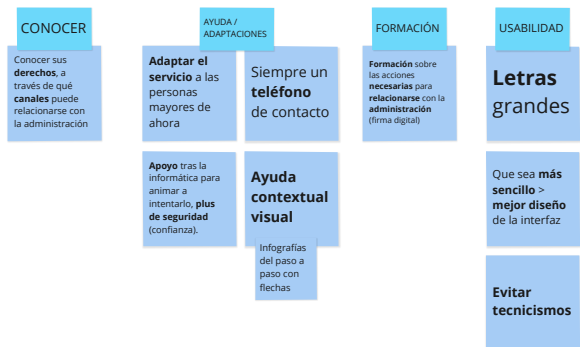 CONOCER
Conocer sus
derechos, a
través de qué
canales puede
relacionarse con
la administración
AYUDA /
ADAPTACIONES
Adaptar el
servicio a las
personas
mayores de
ahora
Siempre un
teléfono
de contacto
Apoyo tras la
informática para
animar a
intentarlo, plus
de seguridad
(confianza).
Ayuda
contextual
visual
Infografías
del paso a
paso con
flechas
FORMACIÓN
Formación sobre
las acciones
necesarias para
relacionarse con la
administración
(firma digital)
USABILIDAD
Letras
grandes
Que sea más
sencillo >
mejor diseño
de la interfaz
Evitar
tecnicismos